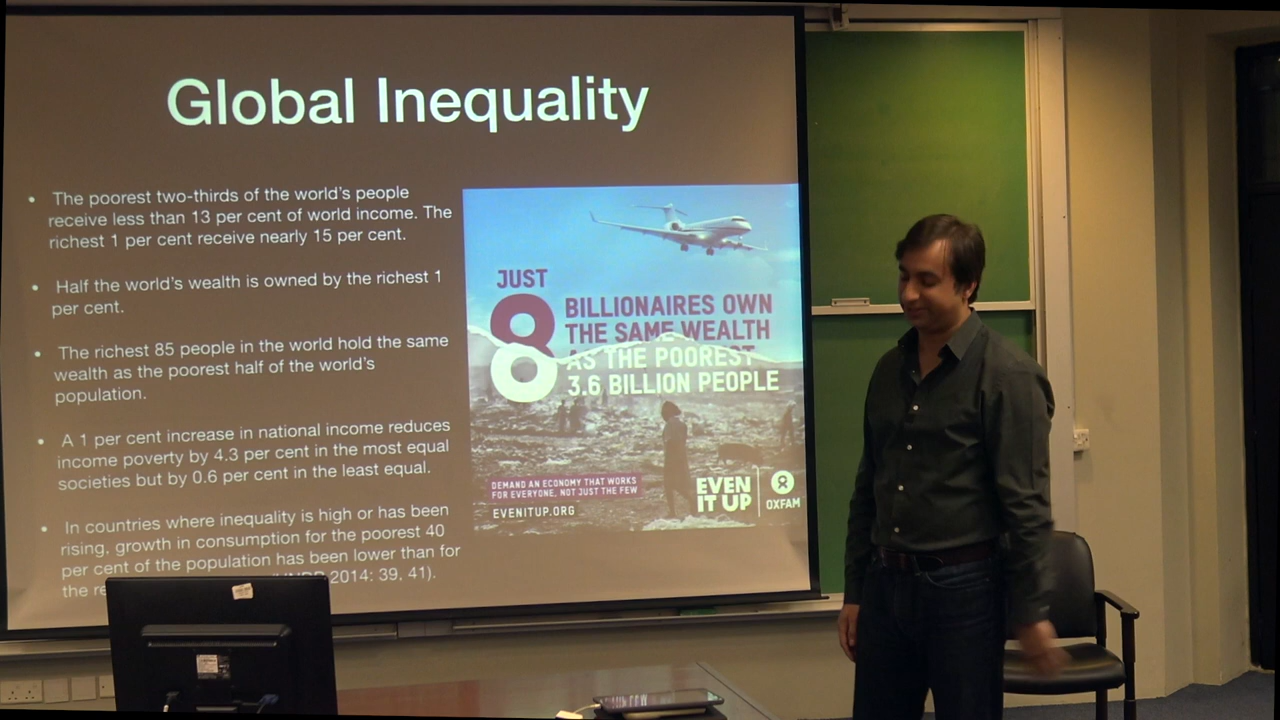 Global Inequality
• The poorest two-thirds of the world's people
receive less than 13 per cent of world income. The
richest 1 per cent receive nearly 15 per cent.
• Half the world's wealth is owned by the richest 1
per cent.
• The richest 85 people in the world hold the same
wealth as the poorest half of the world's
population.
• A 1 per cent increase in national income reduces
income poverty by 4.3 per cent in the most equal
societies but by 0.6 per cent in the least equal.
• In countries where inequality is high or has been
rising, growth in consumption for the poorest 40
per cent of the population has been lower than for
the 2014: 39, 41).
JUST
8 BILLIONAIRES OWN
THE SAME WEALTH
AS THE POOREST
3.6 BILLION PEOPLE
DEMAND AN ECONOMY THAT WORKS
FOR EVERYONE, NOT JUST THE FEW
EVENITUP.ORG
EVEN
IT UP
OXFAM